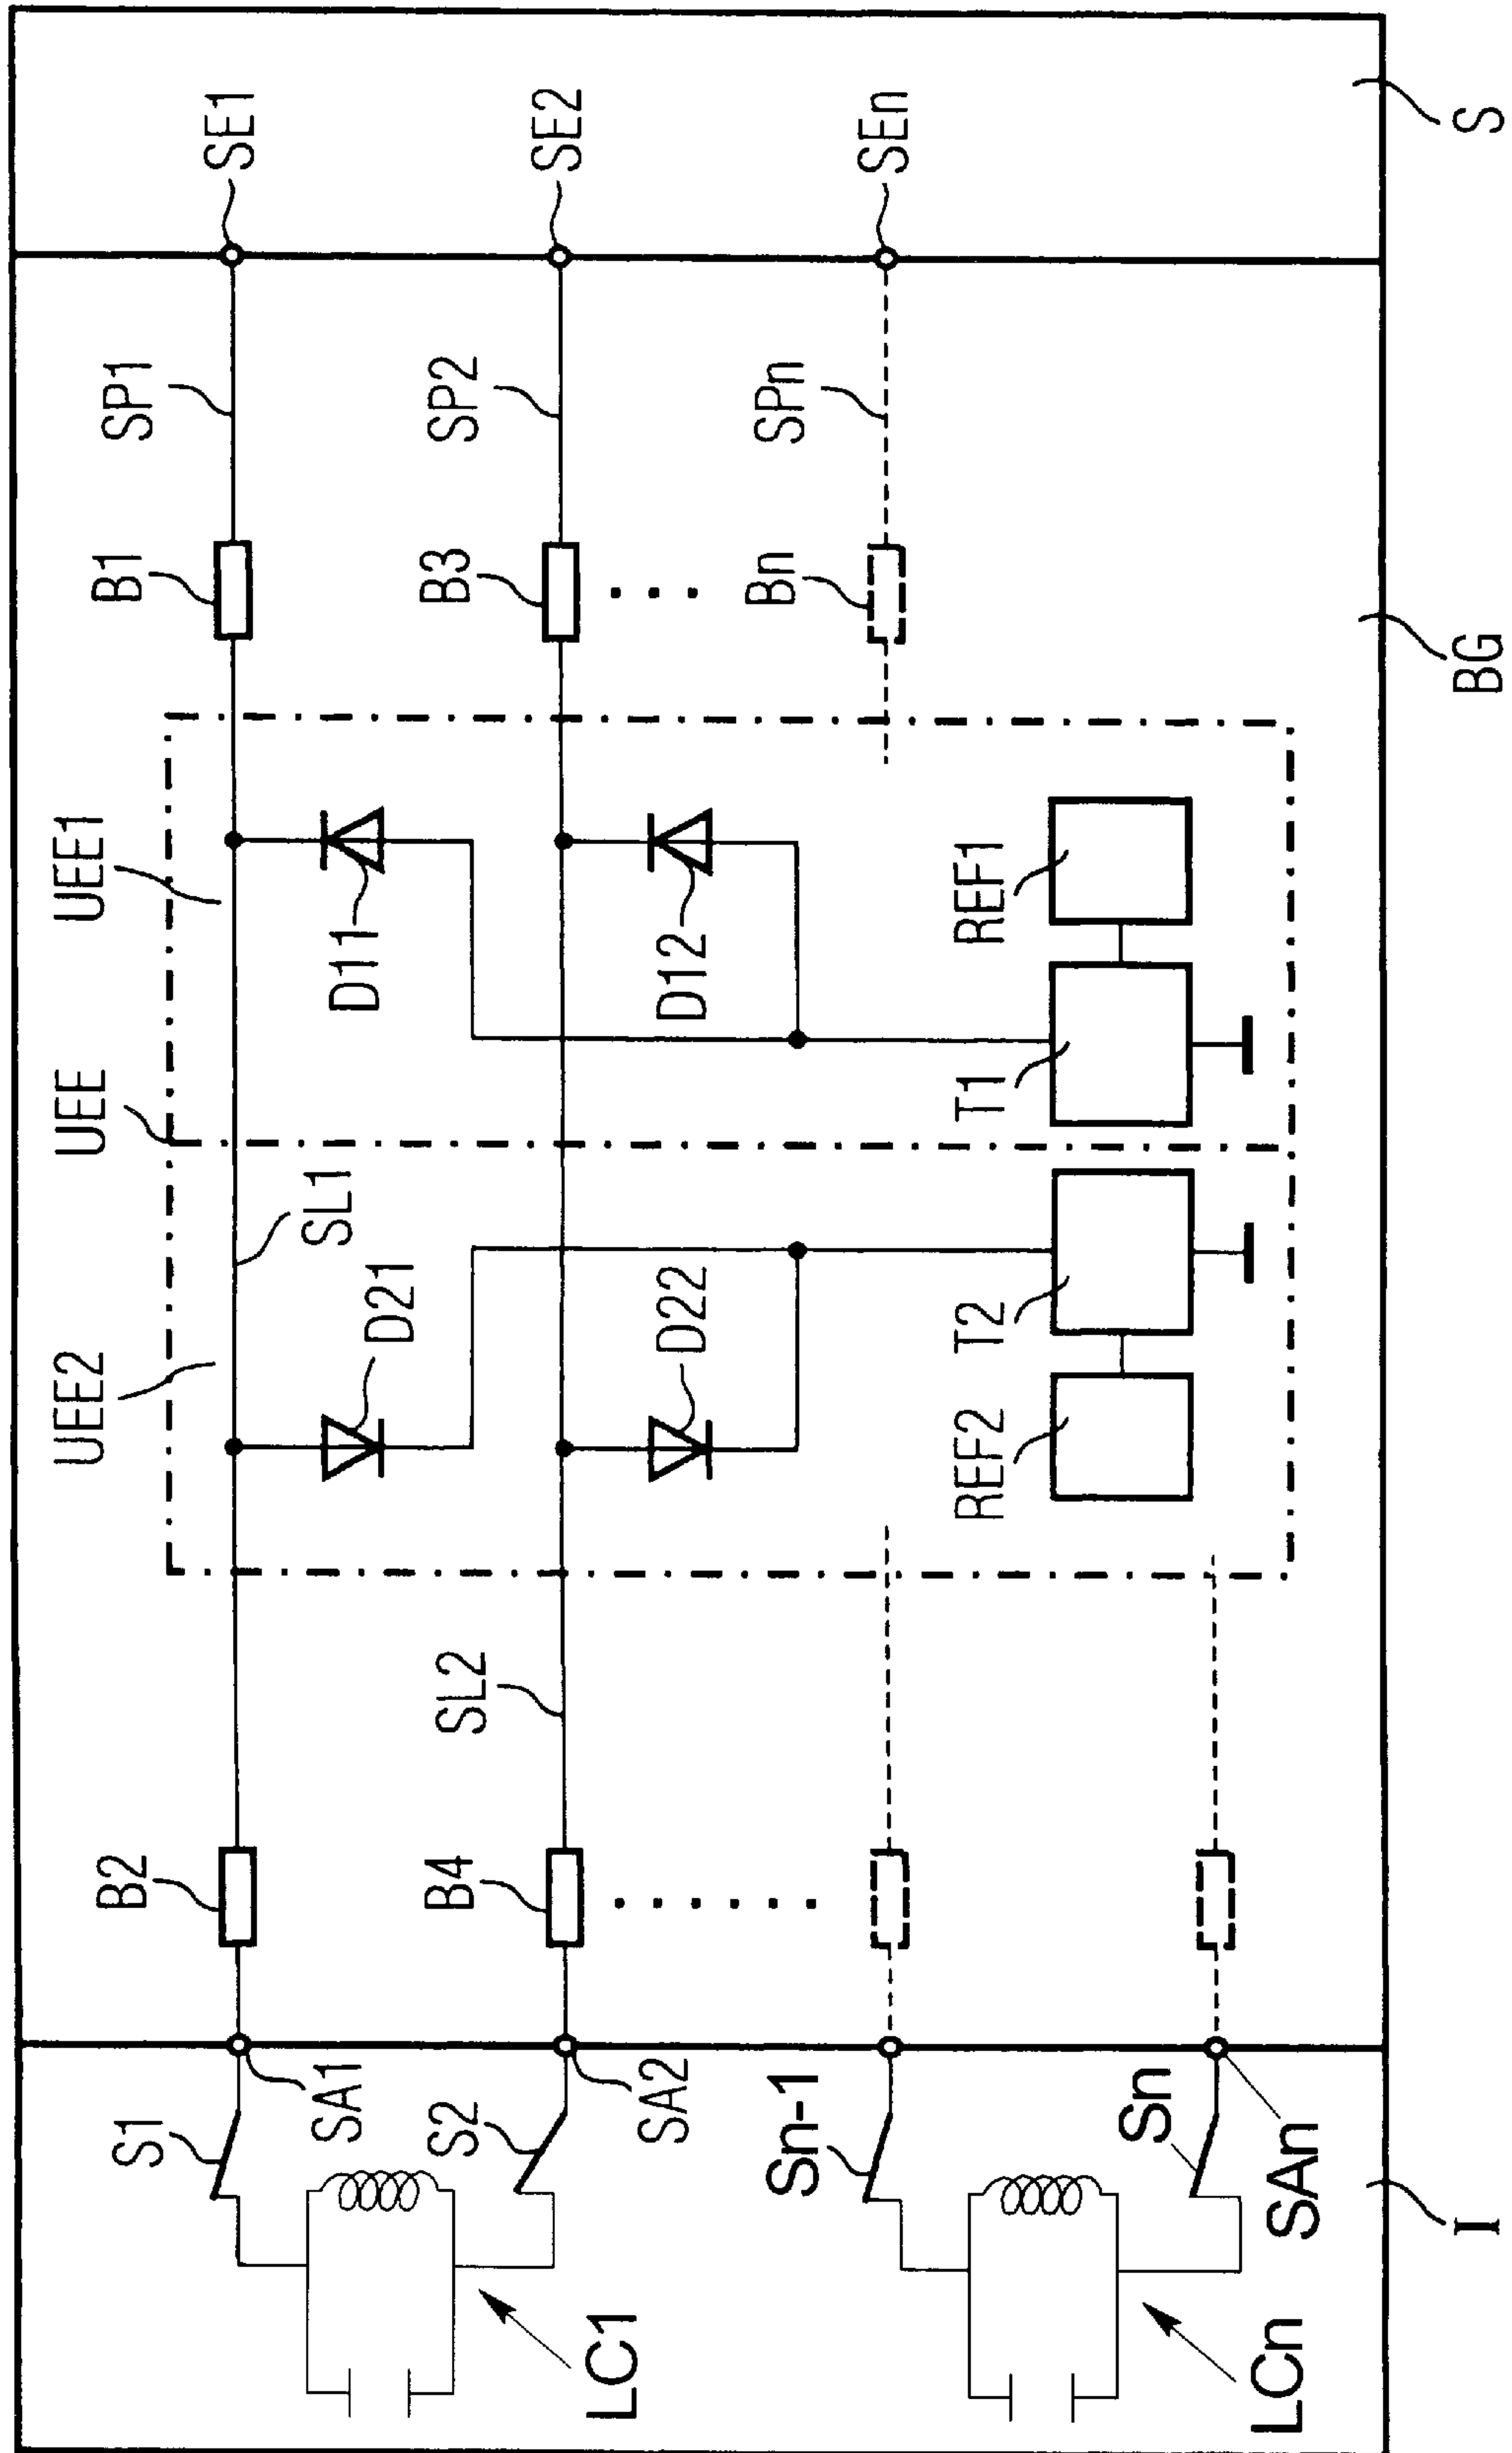 UEE2
UEE
UEE1
S1
B2
B1
SP1
SE1
SA1
SL1
D21
D11
S2
B4
SL2
B3
SP2
SE2
LC1
SA2
D22
D12
Sn-1
Bn
SPn
SEn
REF2
T2
T1
REF1
Sn
LCn
SAn
I
BG
S